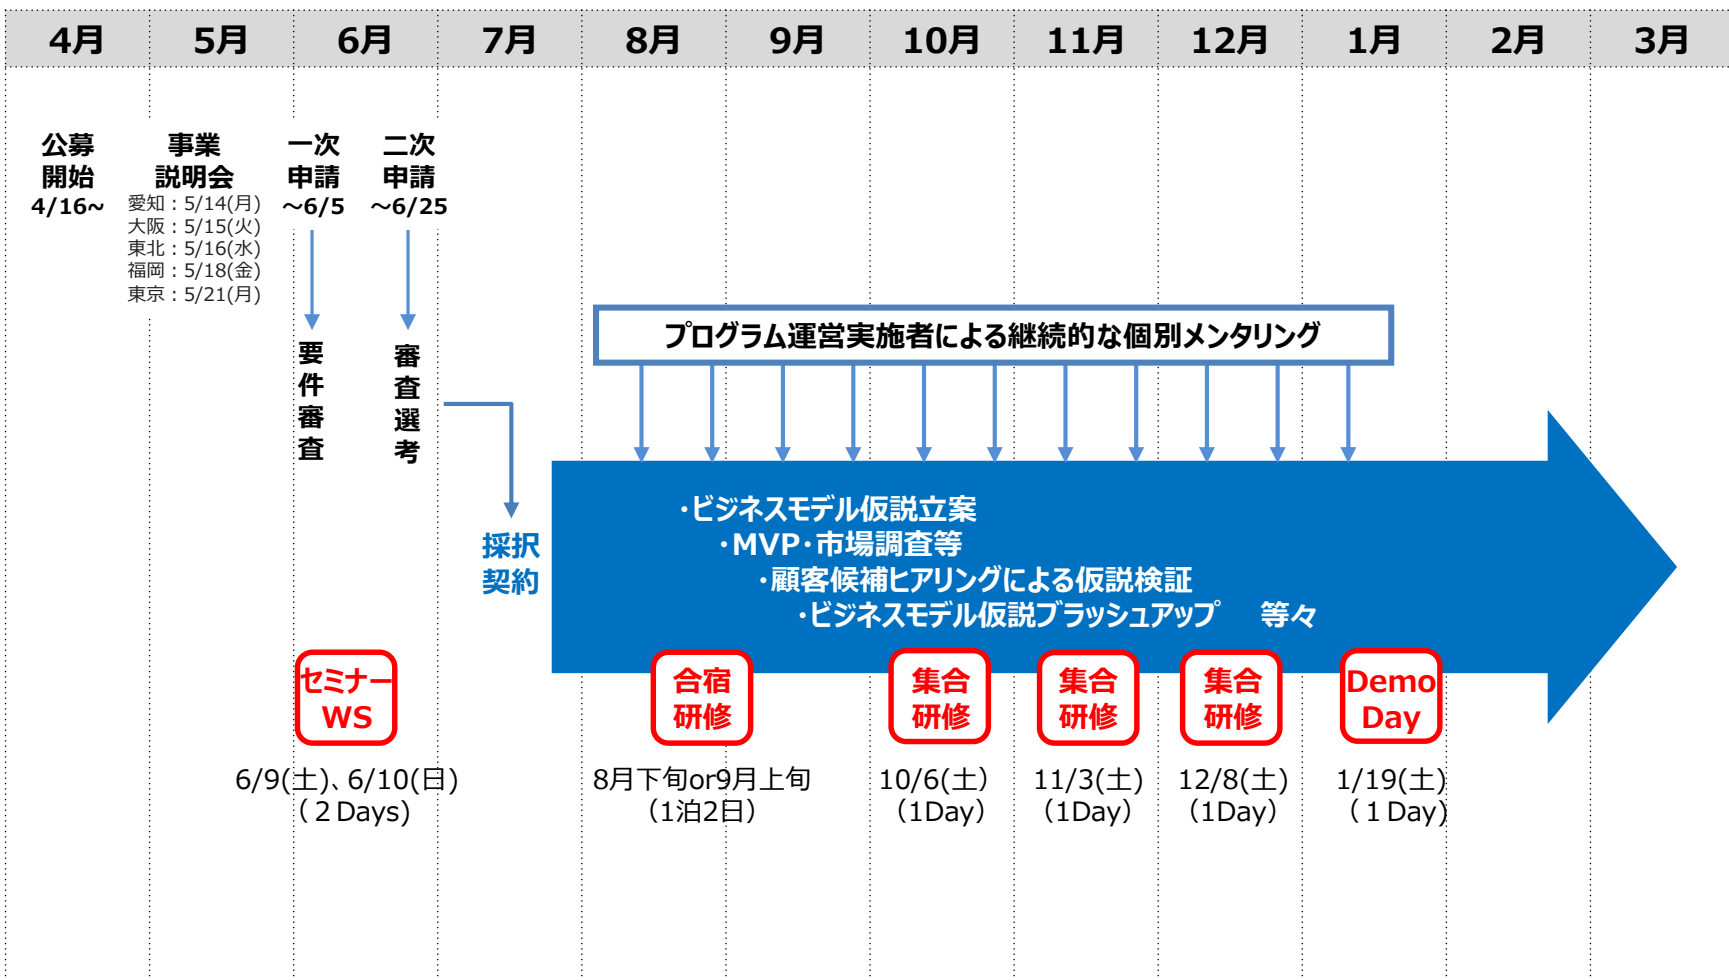 4月 5月 6月 7月 8月 9月 10月 11月 12月 1月 2月 3月
公募
開始
4/16~
事業
説明会
愛知：5/14(月)
大阪：5/15(火)
東北：5/16(水)
福岡：5/18(金)
東京：5/21(月)
一次
申請
～6/5
二次
申請
～6/25
要件審査
審査選考
採択
契約
プログラム運営実施者による継続的な個別メンタリング
・ビジネスモデル仮説立案
・MVP・市場調査等
・顧客候補ヒアリングによる仮説検証
・ビジネスモデル仮説ブラッシュアップ 等々
セミナー
WS
6/9(土)、6/10(日)
（２Days)
合宿
研修
8月下旬or9月上旬
（1泊2日）
集合
研修
10/6(土）
（1Day）
集合
研修
11/3(土)
（1Day）
集合
研修
12/8(土)
（1Day）
Demo
Day
1/19(土)
（１Day)